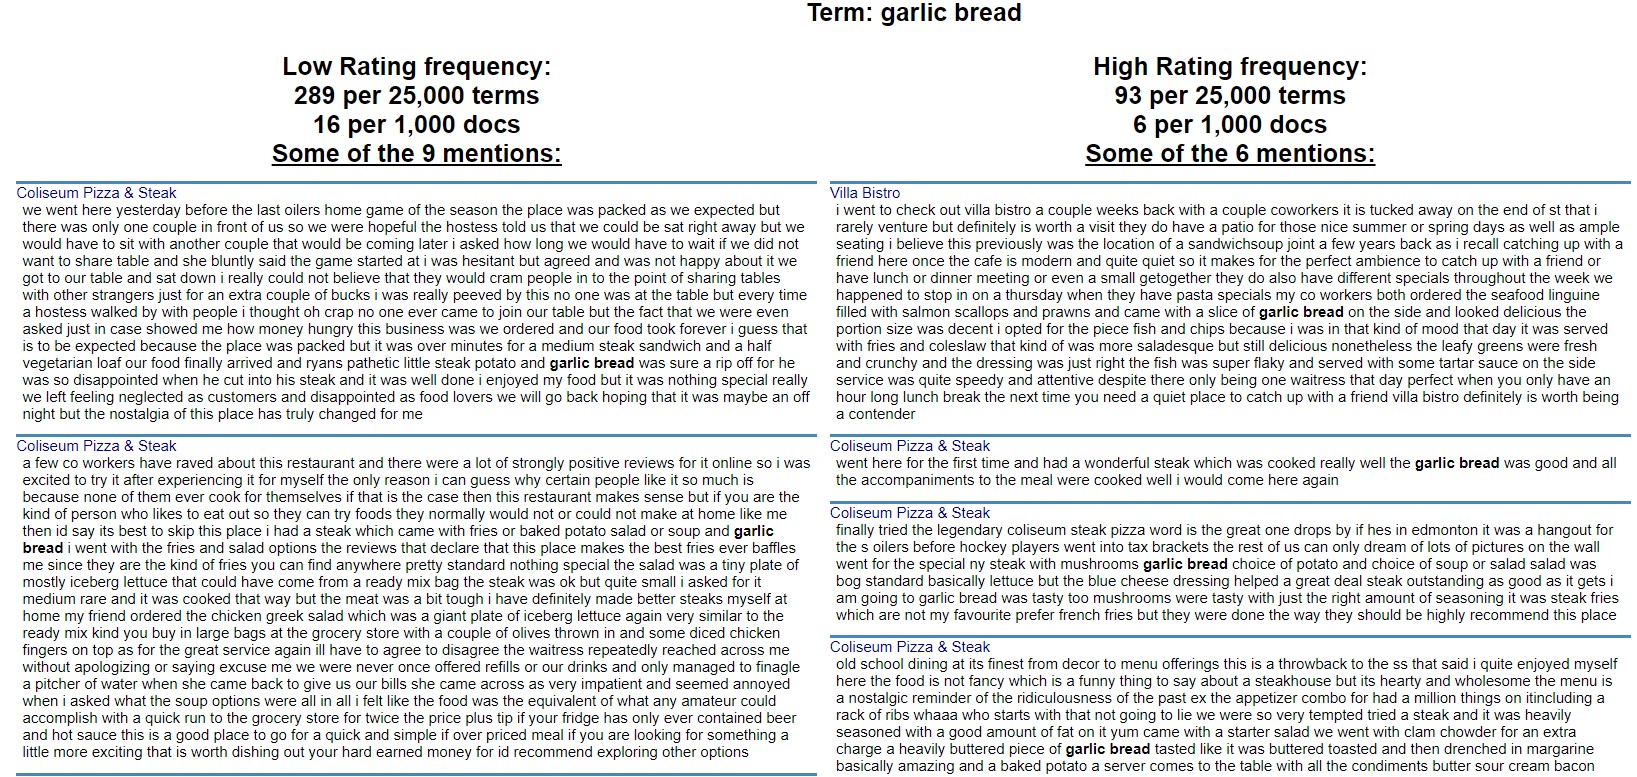 Term: garlic bread
Low Rating frequency:
289 per 25,000 terms
16 per 1,000 docs
Some of the 9 mentions:
Coliseum Pizza & Steak
we went here yesterday before the last oilers home game of the season the place was packed as we expected but
there was only one couple in front of us so we were hopeful the hostess told us that we could be sat right away but we
would have to sit with another couple that would be coming later i asked how long we would have to wait if we did not
want to share table and she bluntly said the game started at i was hesitant but agreed and was not happy about it we
got to our table and sat down i really could not believe that they would cram people in to the point of sharing tables
with other strangers just for an extra couple of bucks i was really peeved by this no one was at the table but every time
a hostess walked by with people i thought oh crap no one ever came to join our table but the fact that we were even
asked just in case showed me how money hungry this business was we ordered and our food took forever i guess that
is to be expected because the place was packed but it was over minutes for a medium steak sandwich and a half
vegetarian loaf our food finally arrived and ryans pathetic little steak potato and garlic bread was sure a rip off for he
was so disappointed when he cut into his steak and it was well done i enjoyed my food but it was nothing special really
we left feeling neglected as customers and disappointed as food lovers we will go back hoping that it was maybe an off
night but the nostalgia of this place has truly changed for me
Coliseum Pizza & Steak
a few co workers have raved about this restaurant and there were a lot of strongly positive reviews for it online so i was
excited to try it after experiencing it for myself the only reason i can guess why certain people like it so much is
because none of them ever cook for themselves if that is the case then this restaurant makes sense but if you are the
kind of person who likes to eat out so they can try foods they normally would not or could not make at home like me
then id say its best to skip this place i had a steak which came with fries or baked potato salad or soup and garlic
bread i went with the fries and salad options the reviews that declare that this place makes the best fries ever baffles
me since they are the kind of fries you can find anywhere pretty standard nothing special the salad was a tiny plate of
mostly iceberg lettuce that could have come from a ready mix bag the steak was ok but quite small i asked for it
medium rare and it was cooked that way but the meat was a bit tough i have definitely made better steaks myself at
home my friend ordered the chicken greek salad which was a giant plate of iceberg lettuce again very similar to the
ready mix kind you buy in large bags at the grocery store with a couple of olives thrown in and some diced chicken
fingers on top as for the great service again ill have to agree to disagree the waitress repeatedly reached across me
without apologizing or saying excuse me we were never once offered refills or our drinks and only managed to finagle
a pitcher of water when she came back to give us our bills she came across as very impatient and seemed annoyed
when i asked what the soup options were all in all i felt like the food was the equivalent of what any amateur could
accomplish with a quick run to the grocery store for twice the price plus tip if your fridge has only ever contained beer
and hot sauce this is a good place to go for a quick and simple if over priced meal if you are looking for something a
little more exciting that is worth dishing out your hard earned money for id recommend exploring other options
High Rating frequency:
93 per 25,000 terms
6 per 1,000 docs
Some of the 6 mentions:
Villa Bistro
i went to check out villa bistro a couple weeks back with a couple coworkers it is tucked away on the end of st that i
rarely venture but definitely is worth a visit they do have a patio for those nice summer or spring days as well as ample
seating i believe this previously was the location of a sandwichsoup joint a few years back as i recall catching up with a
friend here once the cafe is modern and quite quiet so it makes for the perfect ambience to catch up with a friend or
have lunch or dinner meeting or even a small getogether they do also have different specials throughout the week we
happened to stop in on a thursday when they have pasta specials my co workers both ordered the seafood linguine
filled with salmon scallops and prawns and came with a slice of garlic bread on the side and looked delicious the
portion size was decent i opted for the piece fish and chips because i was in that kind of mood that day it was served
with fries and coleslaw that kind of was more saladesque but still delicious nonetheless the leafy greens were fresh
and crunchy and the dressing was just right the fish was super flaky and served with some tartar sauce on the side
service was quite speedy and attentive despite there only being one waitress that day perfect when you only have an
hour long lunch break the next time you need a quiet place to catch up with a friend villa bistro definitely is worth being
a contender
Coliseum Pizza & Steak
went here for the first time and had a wonderful steak which was cooked really well the garlic bread was good and all
the accompaniments to the meal were cooked well i would come here again
Coliseum Pizza & Steak
finally tried the legendary coliseum steak pizza word is the great one drops by if hes in edmonton it was a hangout for
the s oilers before hockey players went into tax brackets the rest of us can only dream of lots of pictures on the wall
went for the special ny steak with mushrooms garlic bread choice of potato and choice of soup or salad salad was
bog standard basically lettuce but the blue cheese dressing helped a great deal steak outstanding as good as it gets i
am going to garlic bread was tasty too mushrooms were tasty with just the right amount of seasoning it was steak fries
which are not my favourite prefer french fries but they were done the way they should be highly recommend this place
Coliseum Pizza & Steak
old school dining at its finest from decor to menu offerings this is a throwback to the ss that said i quite enjoyed myself
here the food is not fancy which is a funny thing to say about a steakhouse but its hearty and wholesome the menu is
a nostalgic reminder of the ridiculousness of the past ex the appetizer combo for had a million things on itincluding a
rack of ribs whaaa who starts with that not going to lie we were so very tempted tried a steak and it was heavily
seasoned with a good amount of fat on it yum came with a starter salad we went with clam chowder for an extra
charge a heavily buttered piece of garlic bread tasted like it was buttered toasted and then drenched in margarine
basically amazing and a baked potato a server comes to the table with all the condiments butter sour cream bacon